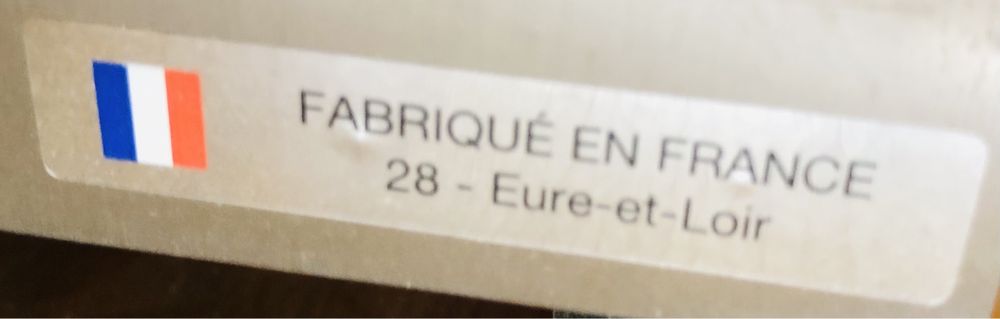 FABRIQUÉ EN FRANCE
28 - Eure-et-Loir